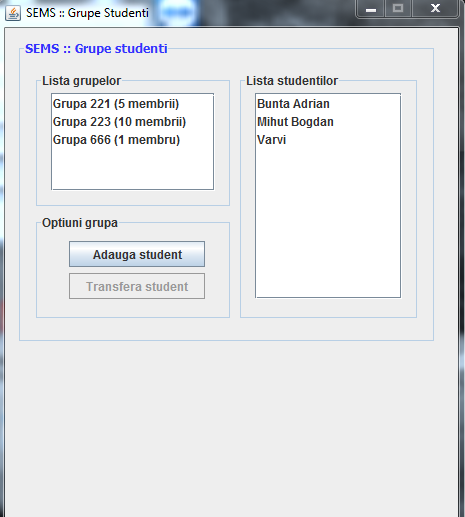 SEMS :: Grupe Studenti
SEMS :: Grupe studenti
Lista grupelor
Grupa 221 (5 membrii)
Grupa 223 (10 membrii)
Grupa 666 (1 membru)
Optiuni grupa
Adauga student
Transfera student
Lista studentilor
Bunta Adrian
Mihut Bogdan
Varvi